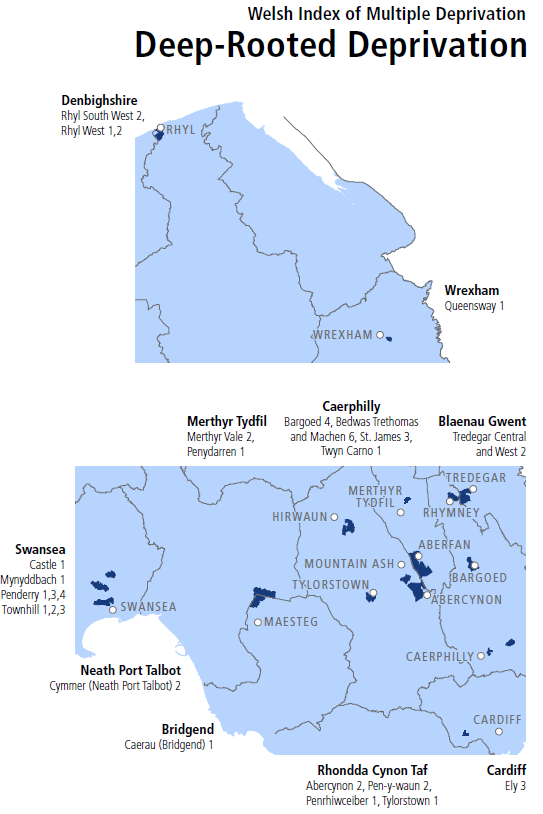 Welsh Index of Multiple Deprivation
Deep-Rooted Deprivation
Denbighshire
Rhyl South West 2,
Rhyl West 1,2
RHYL
Wrexham
Queensway 1
WREXHAM
Merthyr Tydfil
Merthyr Vale 2,
Penydarren 1
Caerphilly
Bargoed 4, Bedwas Trethomas
and Machen 6, St. James 3,
Twyn Carno 1
Blaenau Gwent
Tredegar Central
and West 2
TREDEGAR
MERTHYR
TYDFIL
RHYMNEY
HIRWAUN
ABERFAN
MOUNTAIN ASH
BARGOED
TYLORSTOWN
ABERCYNON
Swansea
Castle 1
Mynyddbach 1
Penderry 1,3,4
Townhill 1,2,3
SWANSEA
MAESTEG
CAERPHILLY
Neath Port Talbot
Cymmer (Neath Port Talbot) 2
CARDIFF
Bridgend
Caerau (Bridgend) 1
Rhondda Cynon Taf
Abercynon 2, Pen-y-waun 2,
Penrhiwceiber 1, Tylorstown 1
Cardiff
Ely 3